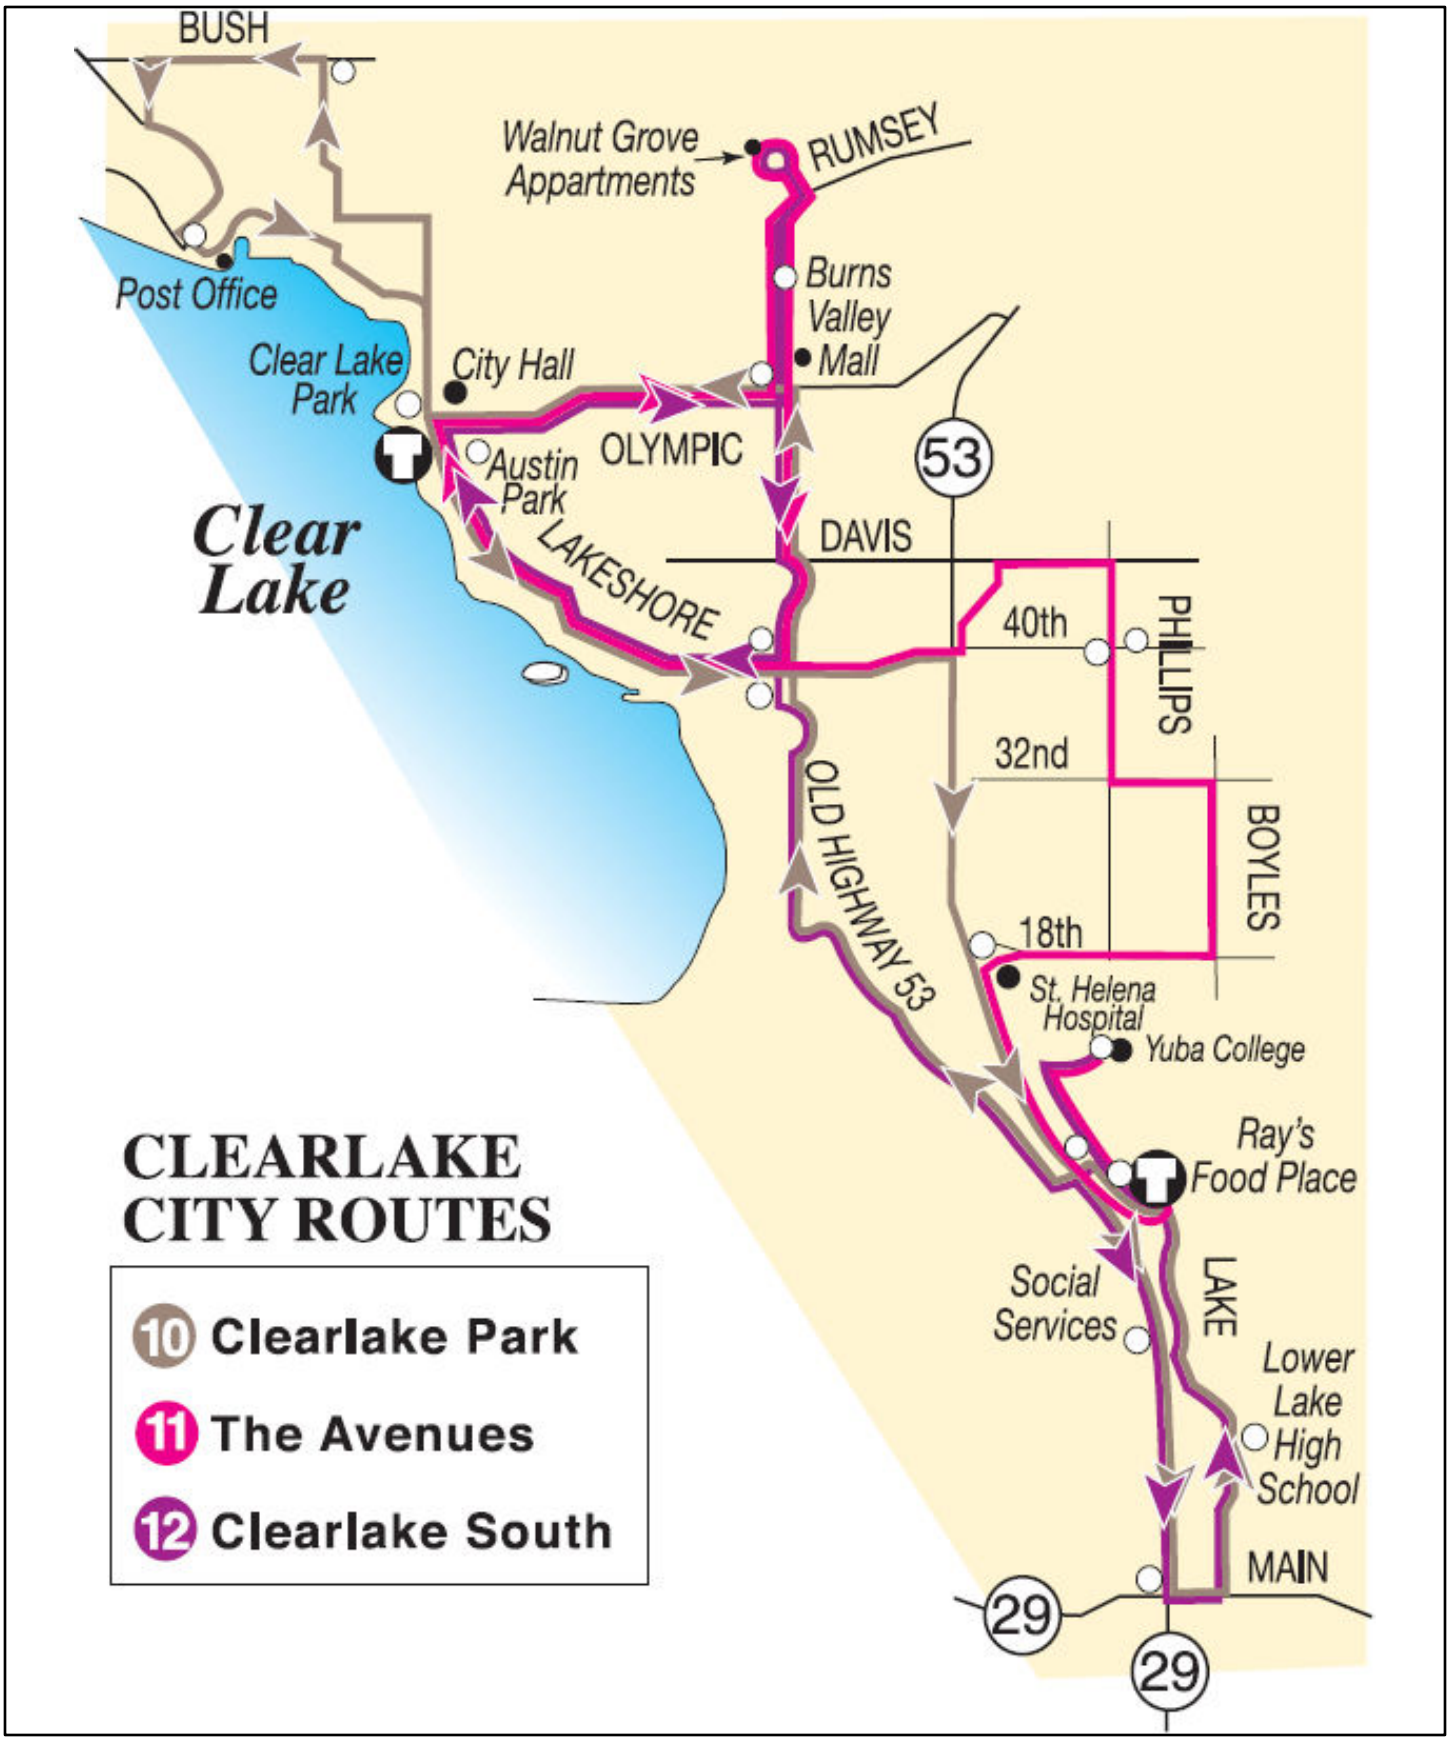 BUSH
RUMSEY
Walnut Grove
Appartments
Burns
Valley
Mall
Post Office
Clear Lake
Park
City Hall
T
OLYMPIC
Austin
Park
53
Clear
Lake
LAKESHORE
DAVIS
40th
PHILLIPS
32nd
OLD HIGHWAY 53
BOYLES
18th
St. Helena
Hospital
Yuba College
Ray's
Food Place
T
CLEARLAKE
CITY ROUTES
10 Clearlake Park
11 The Avenues
12 Clearlake South
Social
Services
LAKE
Lower
Lake
High
School
MAIN
29
29